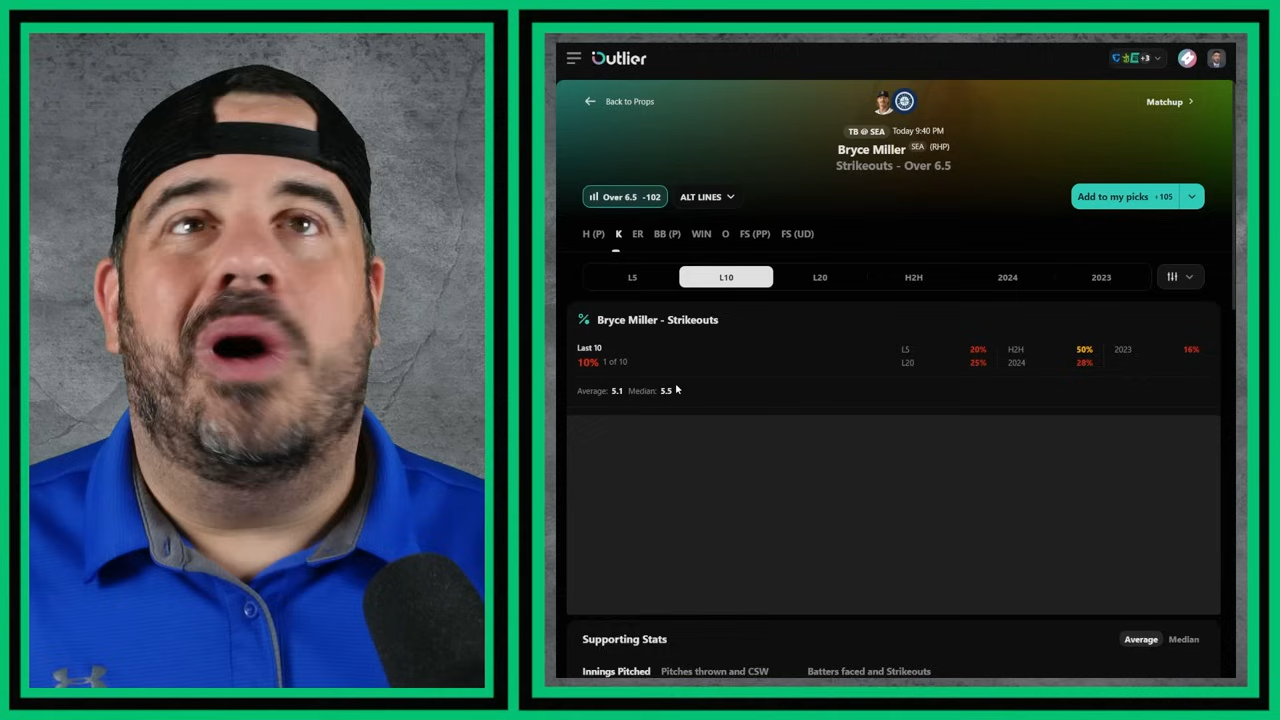 Outlier
+3
Back to Props
Matchup
TB @ SEA Today 9:40 PM
Bryce Miller SEA (RHP)
Strikeouts - Over 6.5
Over 6.5 -102 ALT LINES
Add to my picks +105
H (P) K ER BB (P) WIN O FS (PP) FS (UD)
L5 L10 L20 H2H 2024 2023
% Bryce Miller - Strikeouts
Last 10
10% 1 of 10
L5 20% H2H 50% 2023 16%
L20 25% 2024 28%
Average: 5.1 Median: 5.5
Supporting Stats
Average Median
Innings Pitched Pitches thrown and CSW Batters faced and Strikeouts